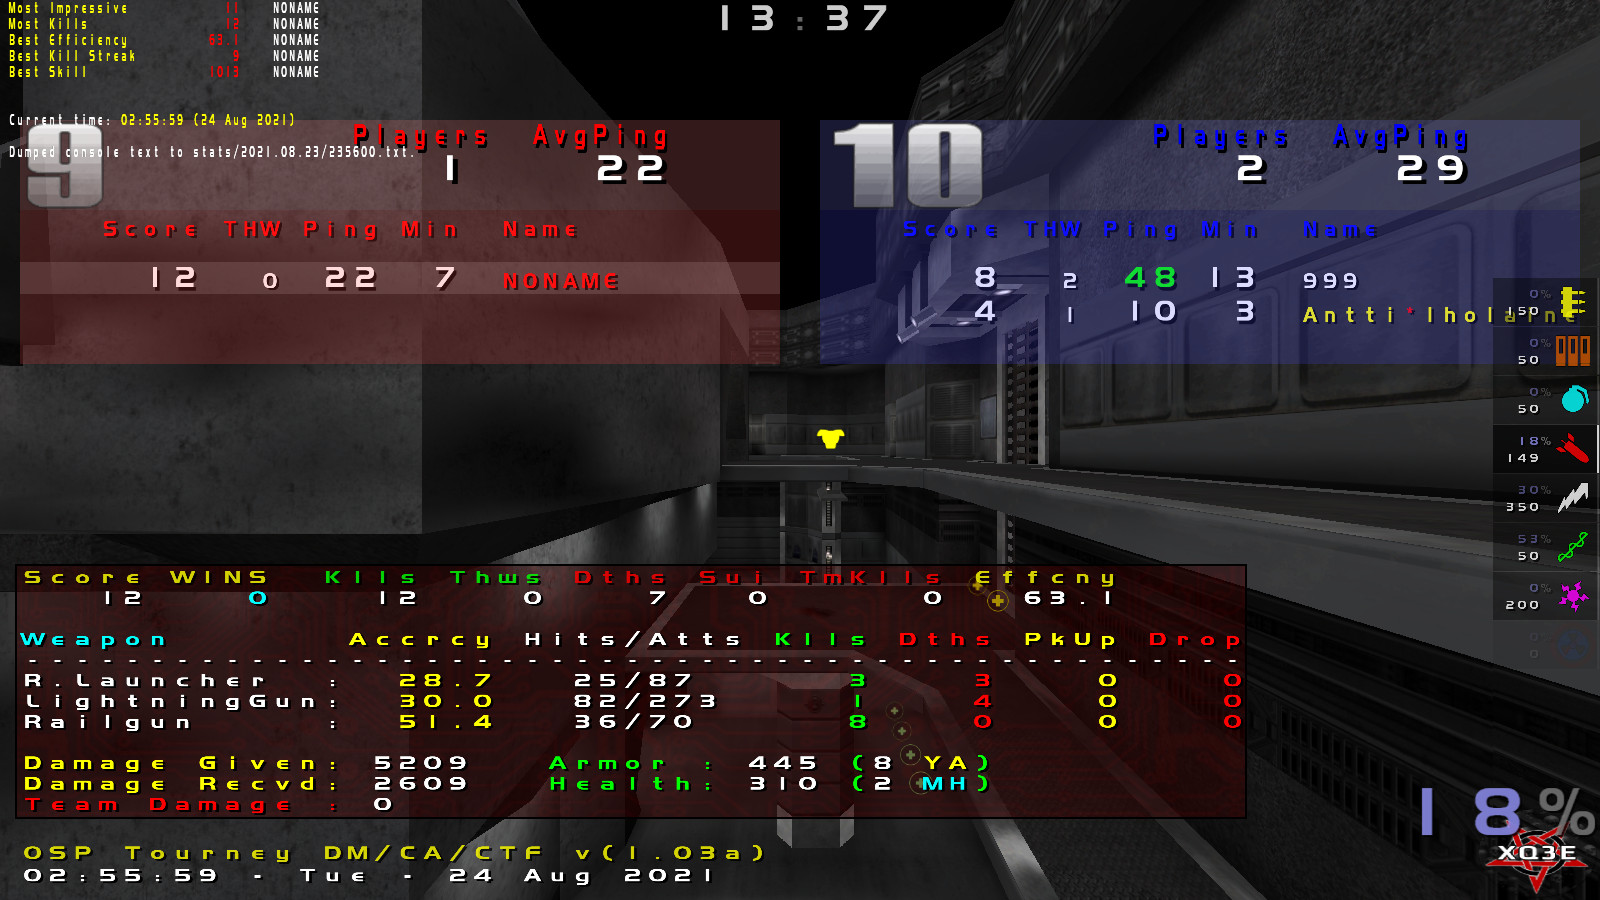 Most Impressive 11 NONAME
Most Kills 12 NONAME
Best Efficiency 63.1 NONAME
Best Kill Streak 9 NONAME
Best Skill 1013 NONAME
13:37
Current time: 02:55:59 (24 Aug 2021)
Dumped console text to stats/2021.08.23/235600.txt.
9 Players AvgPing
1 22
Score THW Ping Min Name
12 0 22 7 NONAME
10 Players AvgPing
2 29
Score THW Ping Min Name
8 2 48 13 999
4 1 10 3 Antti*Iholaine
0%
150
0%
50
0%
50
18%
149
30%
350
53%
50
0%
200
0%
0
Score WINS Klls Thws Dths Sui TmKlls Effcny
12 0 12 0 7 0 0 63.1
Weapon Accrcy Hits/Atts Klls Dths PkUp Drop
- - - - - - - - - - - - - - - - - - - - - - - - - - - - - - - - - - - - - - - - - - - - - - - - - - -
R.Launcher : 28.7 25/87 3 3 0 0
LightningGun: 30.0 82/273 1 4 0 0
Railgun : 51.4 36/70 8 0 0 0
Damage Given: 5209 Armor : 445 (8 YA)
Damage Recvd: 2609 Health: 310 (2 MH)
Team Damage : 0
18%
XQ3E
OSP Tourney DM/CA/CTF v(1.03a)
02:55:59 - Tue - 24 Aug 2021